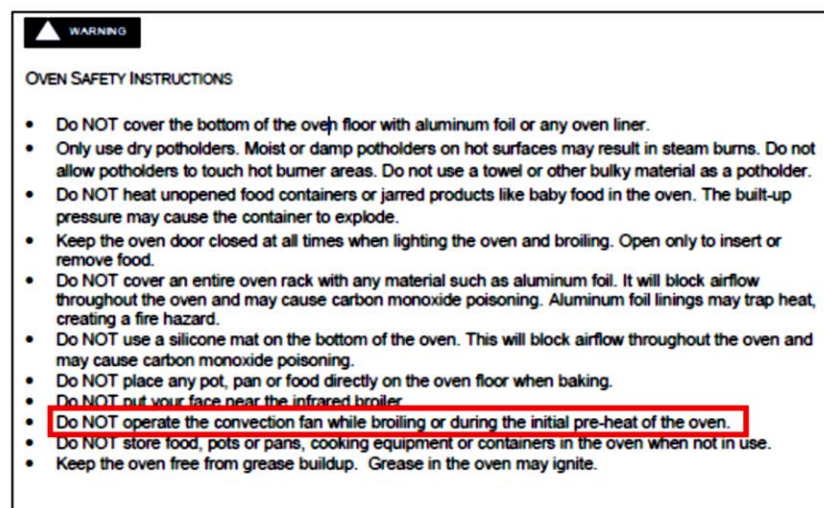 WARNING
OVEN SAFETY INSTRUCTIONS
• Do NOT cover the bottom of the oven floor with aluminum foil or any oven liner.
• Only use dry potholders. Moist or damp potholders on hot surfaces may result in steam burns. Do not
allow potholders to touch hot burner areas. Do not use a towel or other bulky material as a potholder.
• Do NOT heat unopened food containers or jarred products like baby food in the oven. The built-up
pressure may cause the container to explode.
• Keep the oven door closed at all times when lighting the oven and broiling. Open only to insert or
remove food.
• Do NOT cover an entire oven rack with any material such as aluminum foil. It will block airflow
throughout the oven and may cause carbon monoxide poisoning. Aluminum foil linings may trap heat,
creating a fire hazard.
• Do NOT use a silicone mat on the bottom of the oven. This will block airflow throughout the oven and
may cause carbon monoxide poisoning.
• Do NOT place any pot, pan or food directly on the oven floor when baking.
• Do NOT put your face near the infrared broiler
• Do NOT operate the convection fan while broiling or during the initial pre-heat of the oven.
• Do NOT store food, pots or pans, cooking equipment or containers in the oven when not in use.
• Keep the oven free from grease buildup. Grease in the oven may ignite.